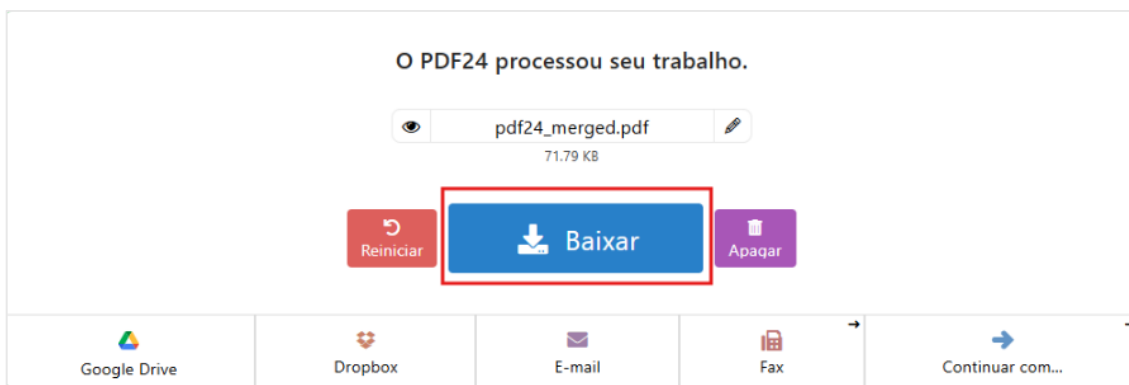 O PDF24 processou seu trabalho.
pdf24_merged.pdf
71.79 KB
Reiniciar
Baixar
Apagar
Google Drive
Dropbox
E-mail
Fax
Continuar com...